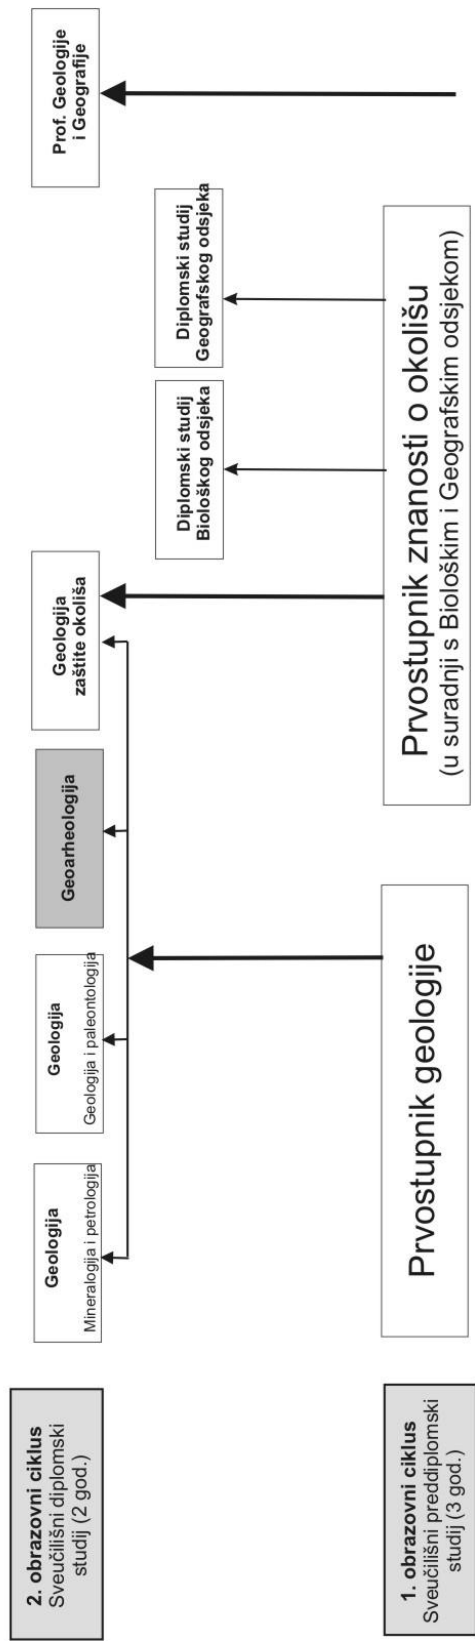 2. obrazovni ciklus
Sveučilišni diplomski
studij (2 god.)
Geologija
Mineralogija i petrologija
Geologija
Geologija i paleontologija
Geoarheologija
Geologija
zaštite okoliša
Prof. Geologije
i Geografije
Diplomski studij
Biološkog odsjeka
Diplomski studij
Geografskog odsjeka
1. obrazovni ciklus
Sveučilišni preddiplomski
studij (3 god.)
Prvostupnik geologije
Prvostupnik znanosti o okolišu
(u suradnji s Biološkim i Geografskim odsjekom)